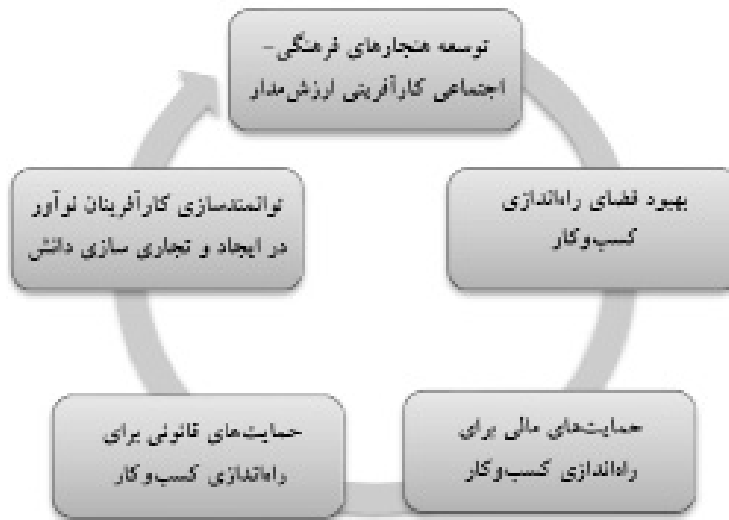 توسعه هنجارهای فرهنگی-
اجتماعی کارآفرینی ارزش‌مدار
بهبود فضای راه‌اندازی
کسب‌وکار
حمایت‌های مالی برای
راه‌اندازی کسب‌وکار
حمایت‌های قانونی برای
راه‌اندازی کسب‌وکار
توانمندسازی کارآفرینان نوآور
در ایجاد و تجاری سازی دانش